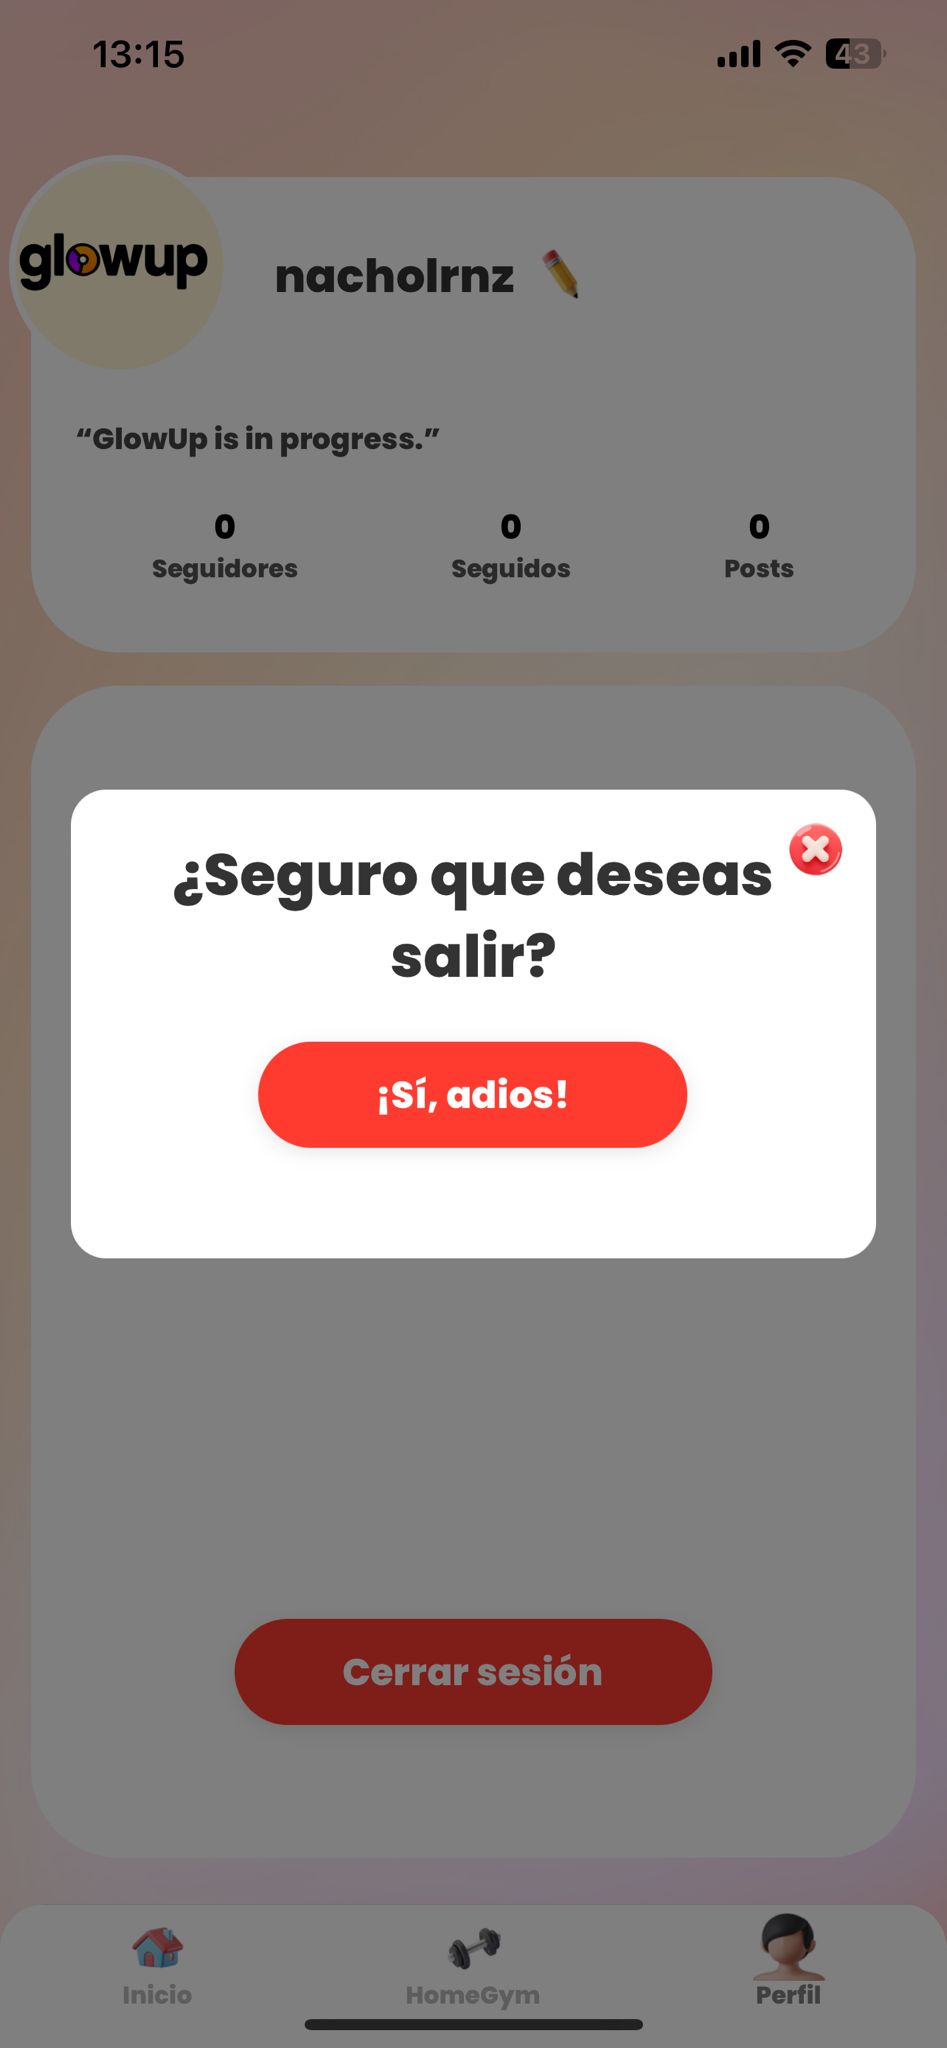 13:15
43
glowup
nacholrnz
“GlowUp is in progress.”
0
Seguidores
0
Seguidos
0
Posts
¿Seguro que deseas
salir?
¡Sí, adios!
Cerrar sesión
Inicio
HomeGym
Perfil